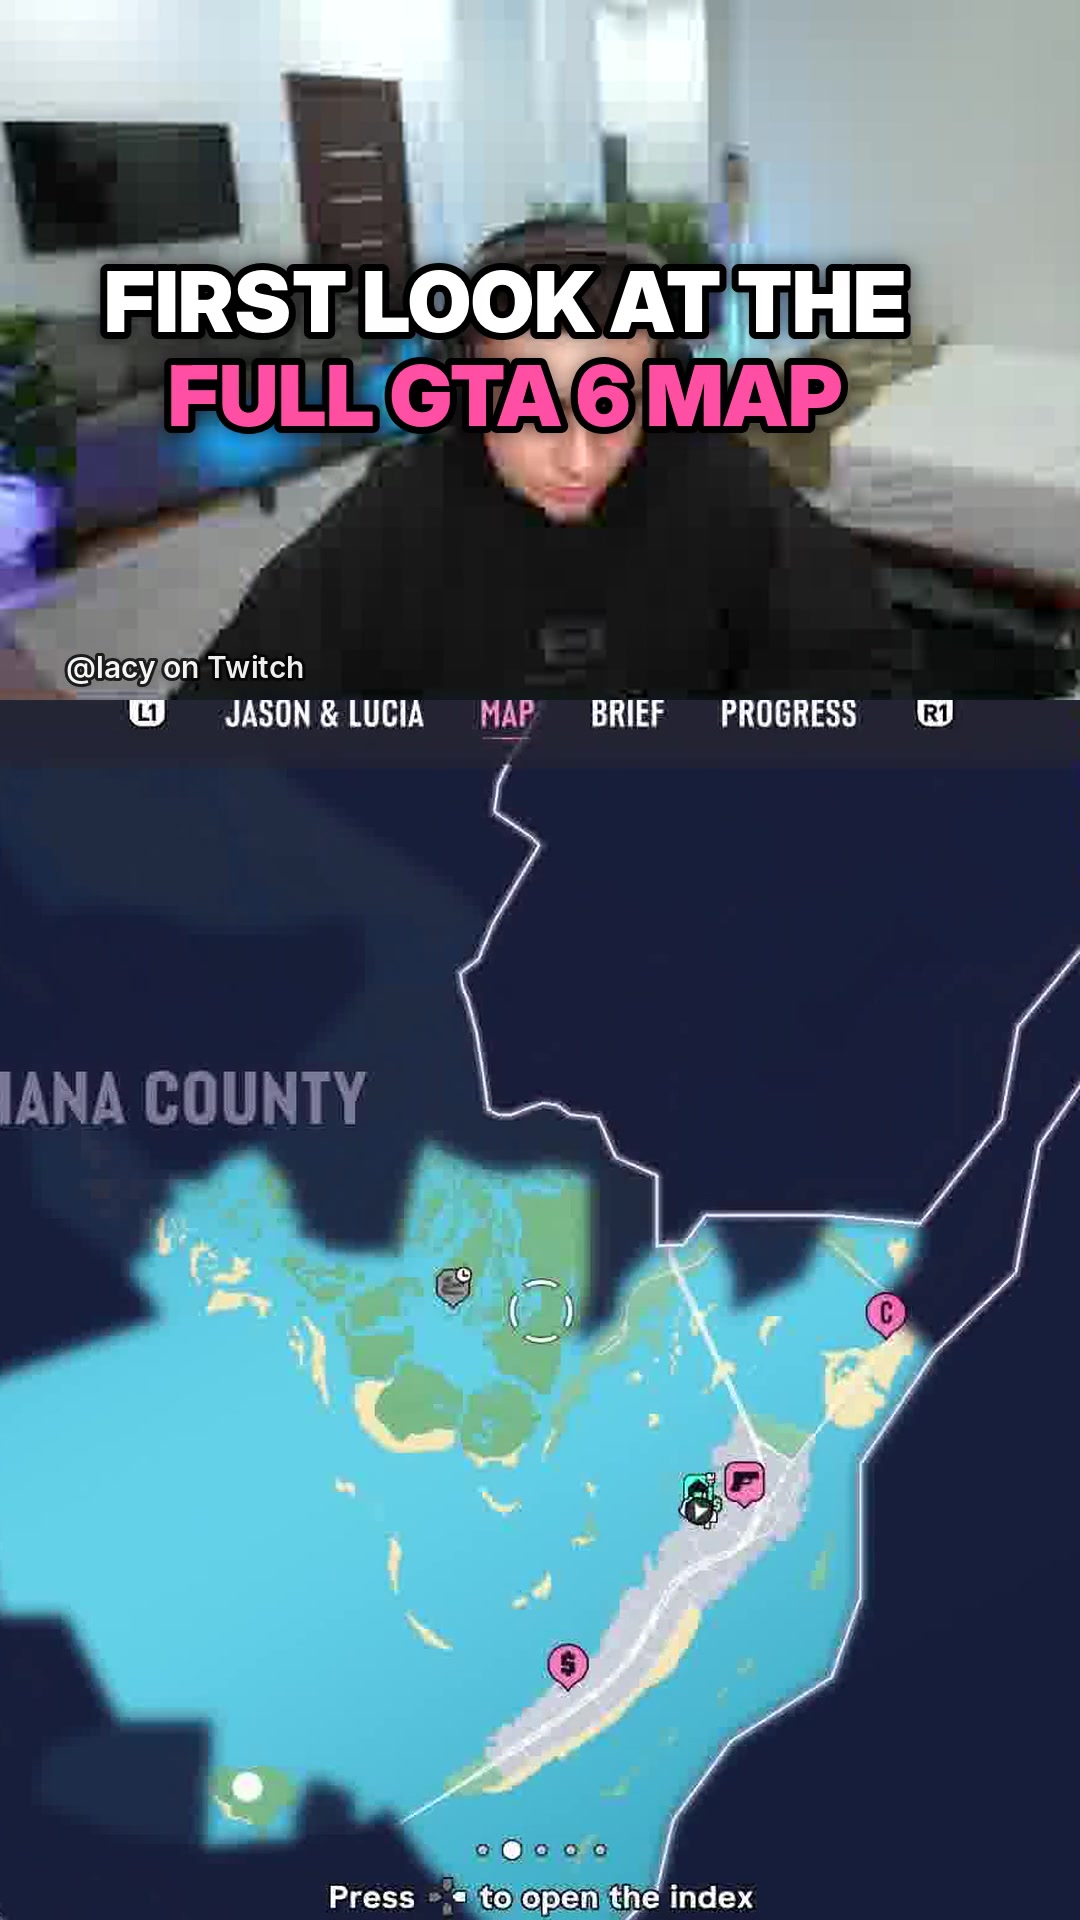 FIRST LOOK AT THE
FULL GTA 6 MAP
@lacy on Twitch
L1 JASON & LUCIA MAP BRIEF PROGRESS R1
IANA COUNTY
C
$
Press to open the index